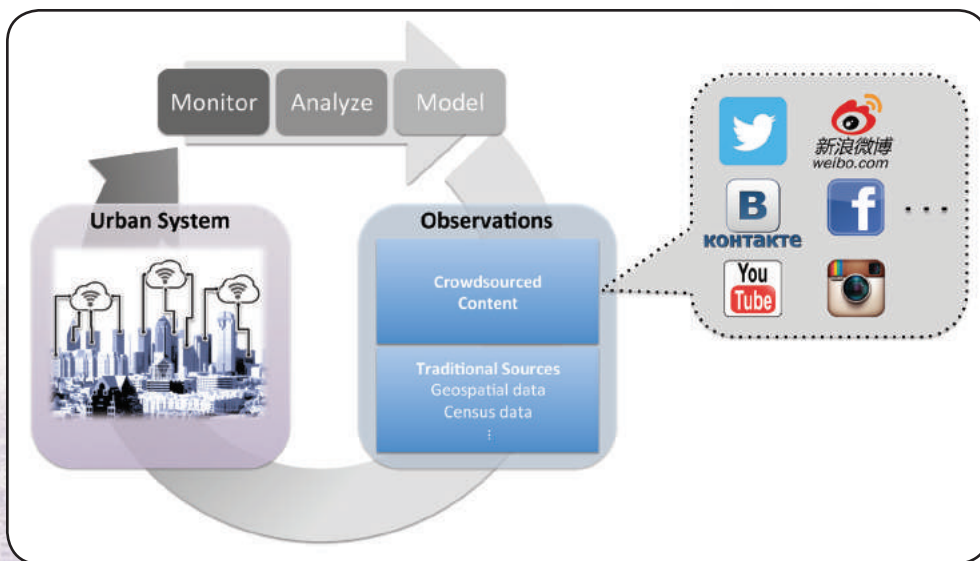 Monitor
Analyze
Model
Urban System
Observations
Crowdsourced
Content
Traditional Sources
Geospatial data
Census data
⋮
新浪微博
weibo.com
B
контакте
f
...
You
Tube